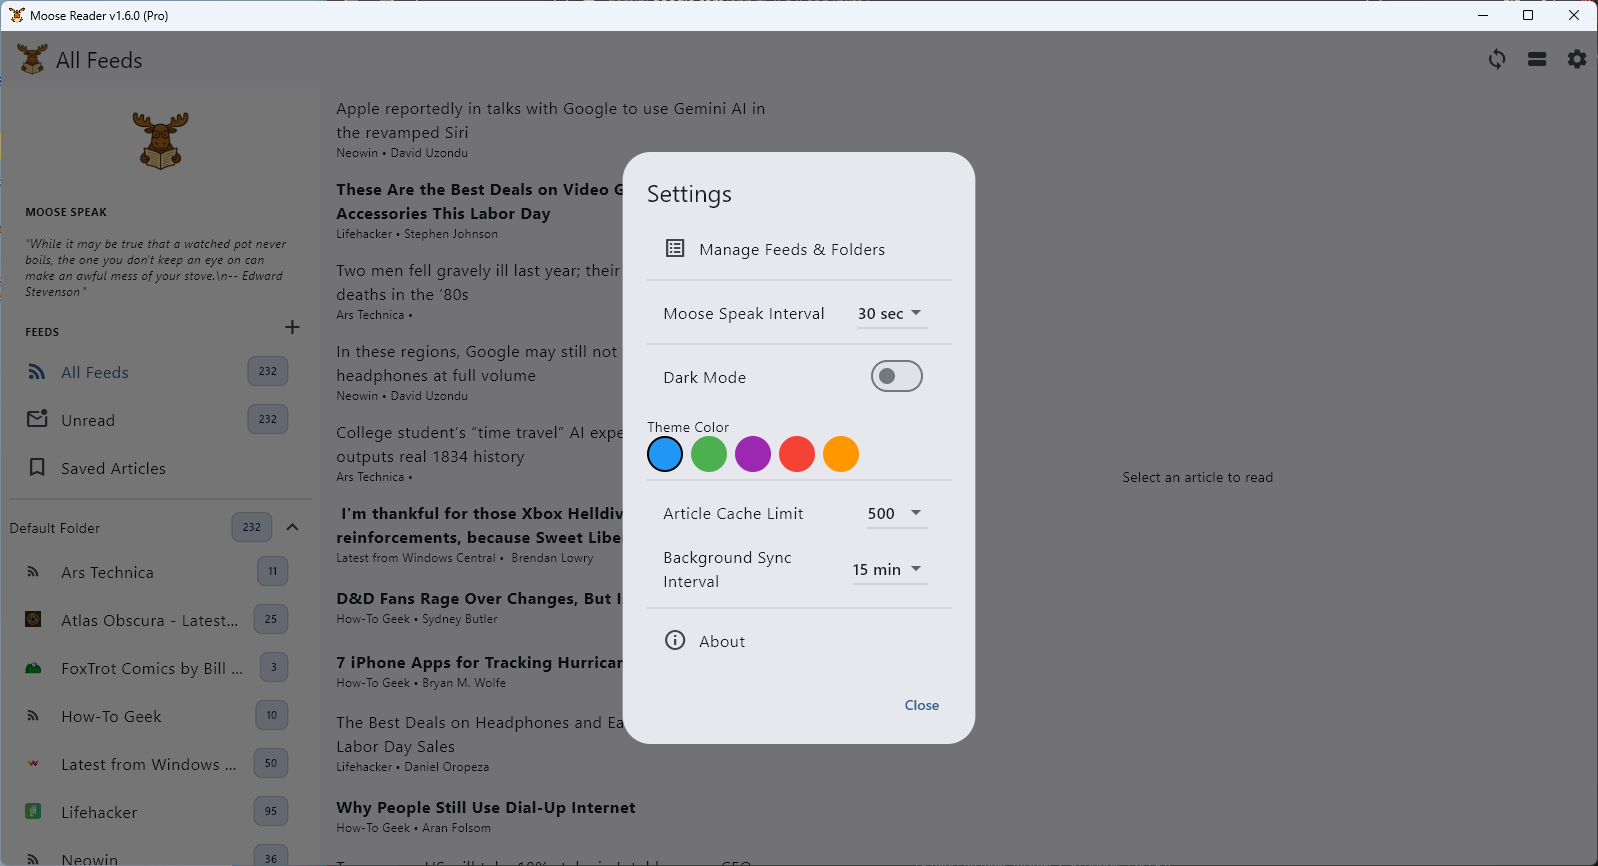 Moose Reader v1.6.0 (Pro)
All Feeds
MOOSE SPEAK
"While it may be true that a watched pot never
boils, the one you don't keep an eye on can
make an awful mess of your stove.\n-- Edward
Stevenson"
FEEDS
All Feeds 232
Unread 232
Saved Articles
Default Folder 232
Ars Technica 11
Atlas Obscura - Latest... 25
FoxTrot Comics by Bill ... 3
How-To Geek 10
Latest from Windows ... 50
Lifehacker 95
Neowin 36
Apple reportedly in talks with Google to use Gemini AI in
the revamped Siri
Neowin • David Uzondu
These Are the Best Deals on Video G
Accessories This Labor Day
Lifehacker • Stephen Johnson
Two men fell gravely ill last year; their
deaths in the ‘80s
Ars Technica •
In these regions, Google may still not
headphones at full volume
Neowin • David Uzondu
College student’s “time travel” AI expe
outputs real 1834 history
Ars Technica •
I'm thankful for those Xbox Helldiv
reinforcements, because Sweet Libe
Latest from Windows Central • Brendan Lowry
D&D Fans Rage Over Changes, But I
How-To Geek • Sydney Butler
7 iPhone Apps for Tracking Hurrican
How-To Geek • Bryan M. Wolfe
The Best Deals on Headphones and Ea
Labor Day Sales
Lifehacker • Daniel Oropeza
Why People Still Use Dial-Up Internet
How-To Geek • Aran Folsom
Settings
Manage Feeds & Folders
Moose Speak Interval 30 sec
Dark Mode
Theme Color
Article Cache Limit 500
Background Sync
Interval 15 min
About
Close
Select an article to read